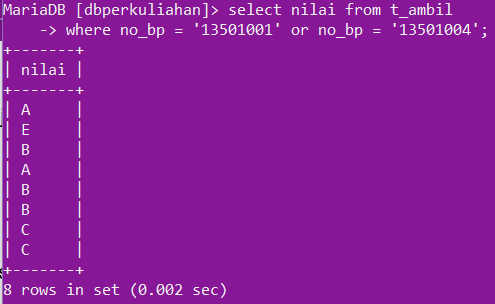 MariaDB [dbperkuliahan]> select nilai from t_ambil
    -> where no_bp = '13501001' or no_bp = '13501004';
+-------+
| nilai |
+-------+
| A     |
| E     |
| B     |
| A     |
| B     |
| B     |
| C     |
| C     |
+-------+
8 rows in set (0.002 sec)